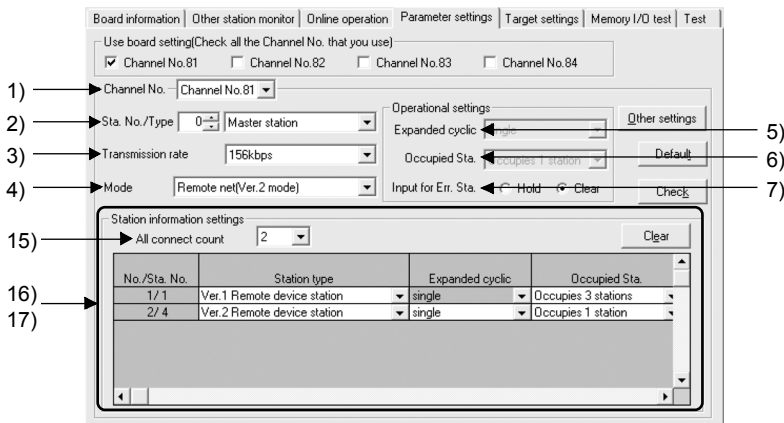 Board information | Other station monitor | Online operation | Parameter settings | Target settings | Memory I/O test | Test
Use board setting(Check all the Channel No. that you use)
Channel No.81 Channel No.82 Channel No.83 Channel No.84
1) Channel No. Channel No.81
2) Sta. No./Type 0 Master station
3) Transmission rate 156kbps
4) Mode Remote net(Ver.2 mode)
Operational settings
Expanded cyclic single 5)
Occupied Sta. Occupies 1 station 6)
Input for Err. Sta. Hold Clear 7)
Other settings
Default
Check
Station information settings
15) All connect count 2 Clear
16)
17)
No./Sta. No. Station type Expanded cyclic Occupied Sta.
1/ 1 Ver.1 Remote device station single Occupies 3 stations
2/ 4 Ver.2 Remote device station single Occupies 1 station